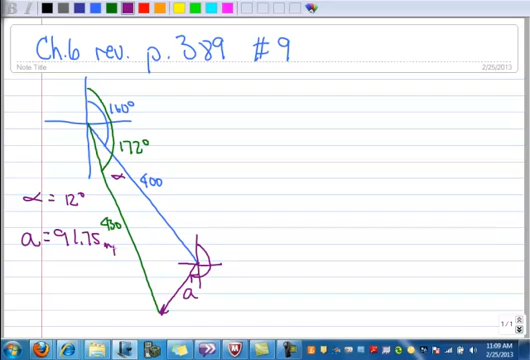 Ch.6 rev. p. 389 # 9
Note Title
2/25/2013
160°
172°
α
400
α = 12°
430
a = 91.75
a
1/1
11:09 AM
2/25/2013